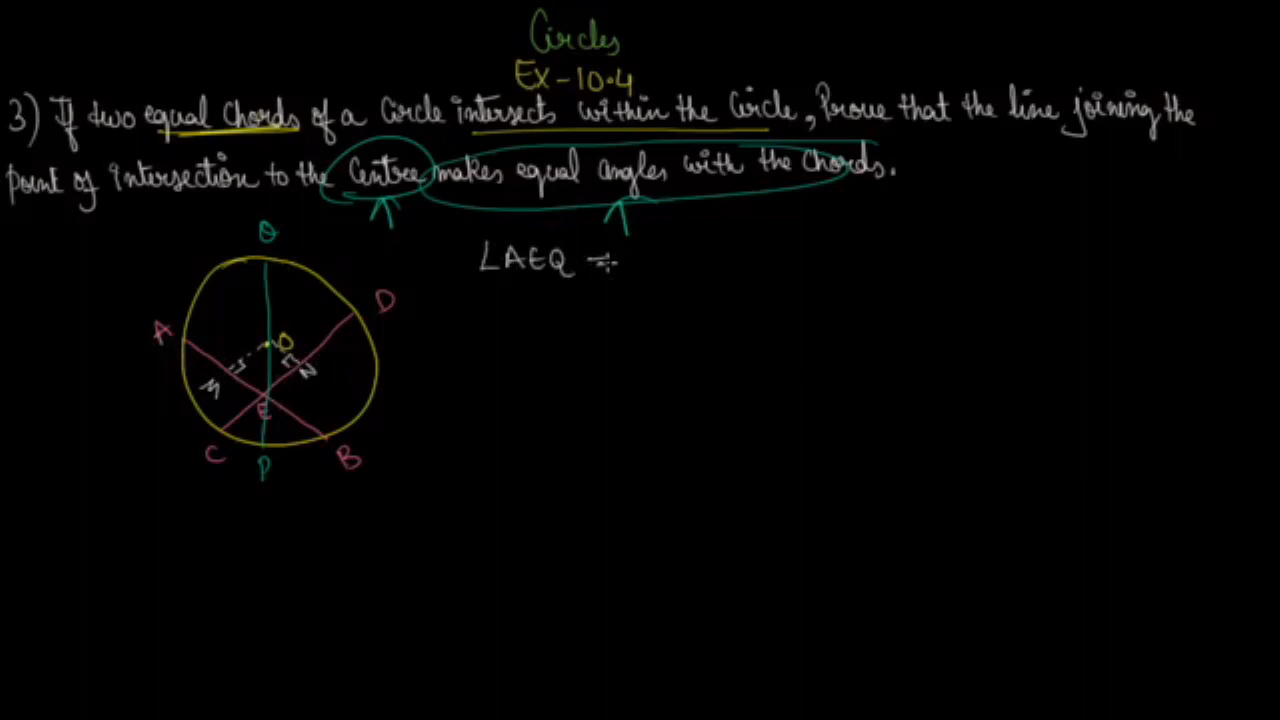 Circles
Ex-10.4
3) If two equal chords of a Circle intersects within the Circle, Prove that the line joining the
point of intersection to the Centre makes equal angles with the chords.
Q
∠AEQ =
D
A
O
M
N
E
C
B
P